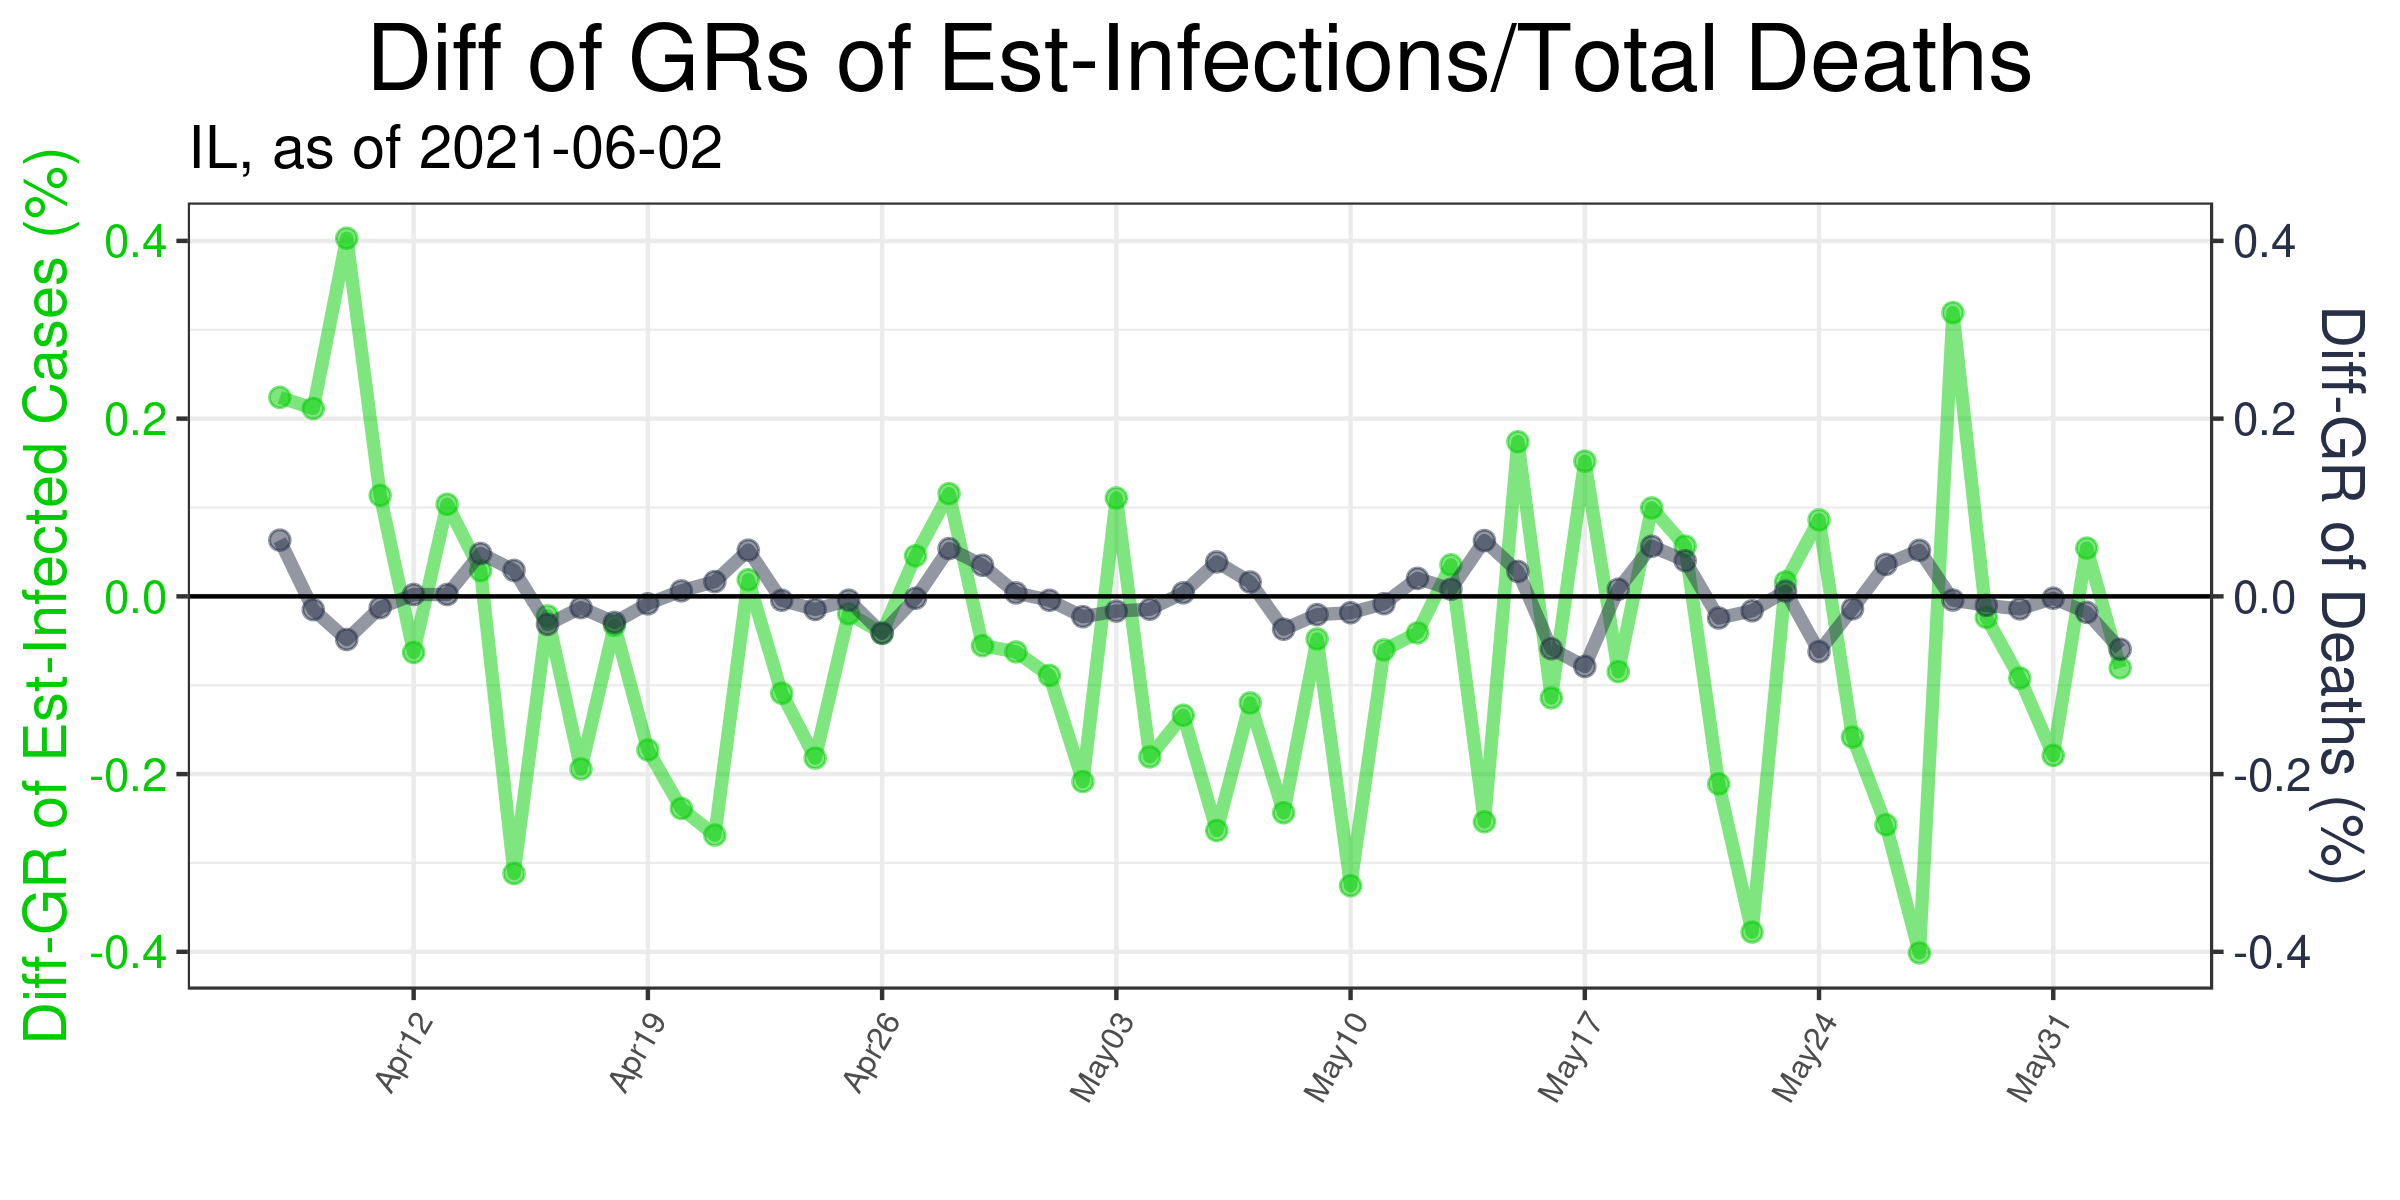 Diff of GRs of Est-Infections/Total Deaths
IL, as of 2021-06-02
Diff-GR of Est-Infected Cases (%)
0.4
0.2
0.0
-0.2
-0.4
0.4
0.2
0.0
-0.2
-0.4
Diff-GR of Deaths (%)
Apr12
Apr19
Apr26
May03
May10
May17
May24
May31